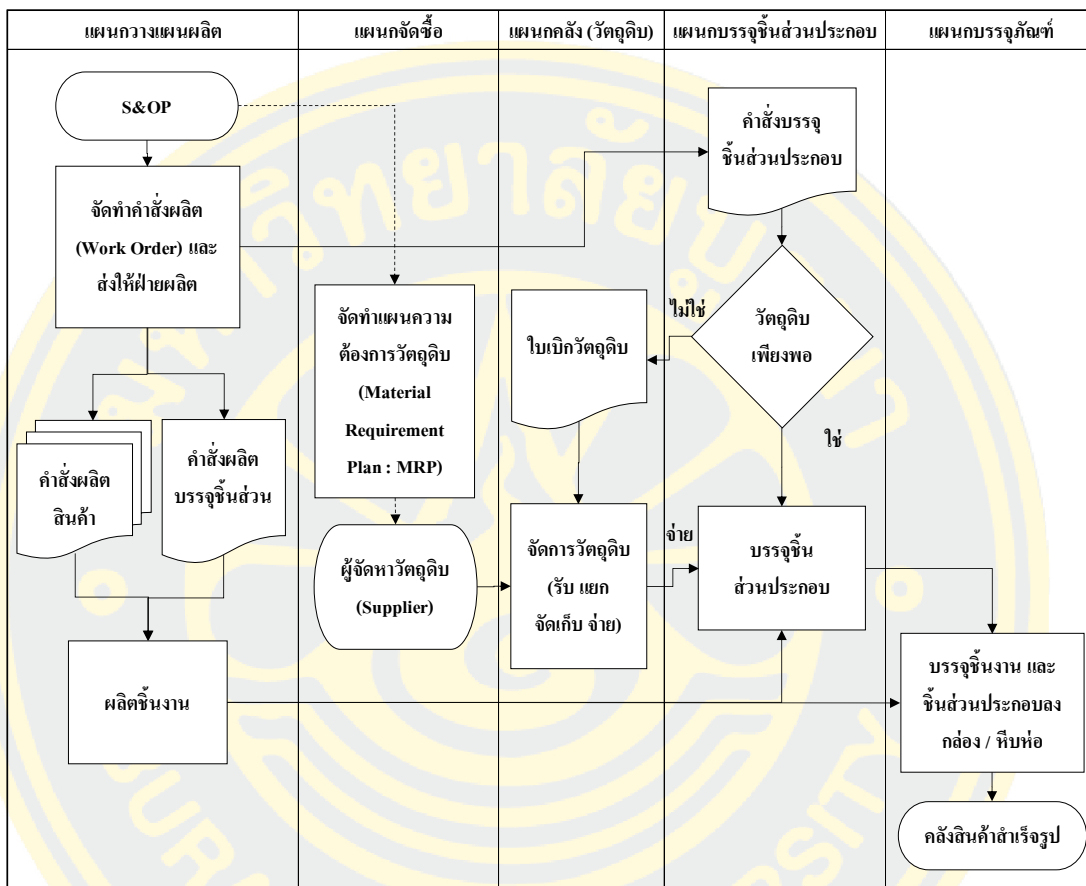 แผนกวางแผนผลิต
แผนกจัดซื้อ
แผนกคลัง (วัตถุดิบ)
แผนกบรรจุชิ้นส่วนประกอบ
แผนกบรรจุภัณฑ์
S&OP
จัดทำคำสั่งผลิต
(Work Order) และ
ส่งให้ฝ่ายผลิต
คำสั่งผลิต
สินค้า
คำสั่งผลิต
บรรจุชิ้นส่วน
ผลิตชิ้นงาน
จัดทำแผนความ
ต้องการวัตถุดิบ
(Material
Requirement
Plan : MRP)
ผู้จัดหาวัตถุดิบ
(Supplier)
ใบเบิกวัตถุดิบ
จัดการวัตถุดิบ
(รับ แยก
จัดเก็บ จ่าย)
คำสั่งบรรจุ
ชิ้นส่วนประกอบ
ไม่ใช่
วัตถุดิบ
เพียงพอ
ใช่
จ่าย
บรรจุชิ้น
ส่วนประกอบ
บรรจุชิ้นงาน และ
ชิ้นส่วนประกอบลง
กล่อง / หีบห่อ
คลังสินค้าสำเร็จรูป